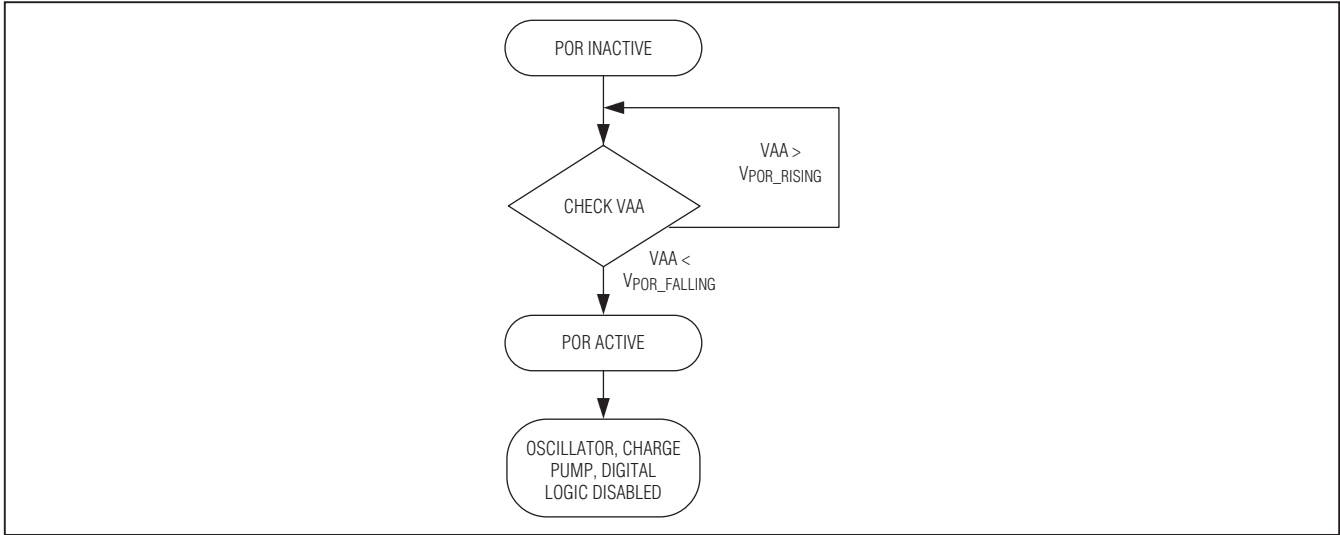 POR INACTIVE
VAA >
VPOR_RISING
CHECK VAA
VAA <
VPOR_FALLING
POR ACTIVE
OSCILLATOR, CHARGE
PUMP, DIGITAL
LOGIC DISABLED